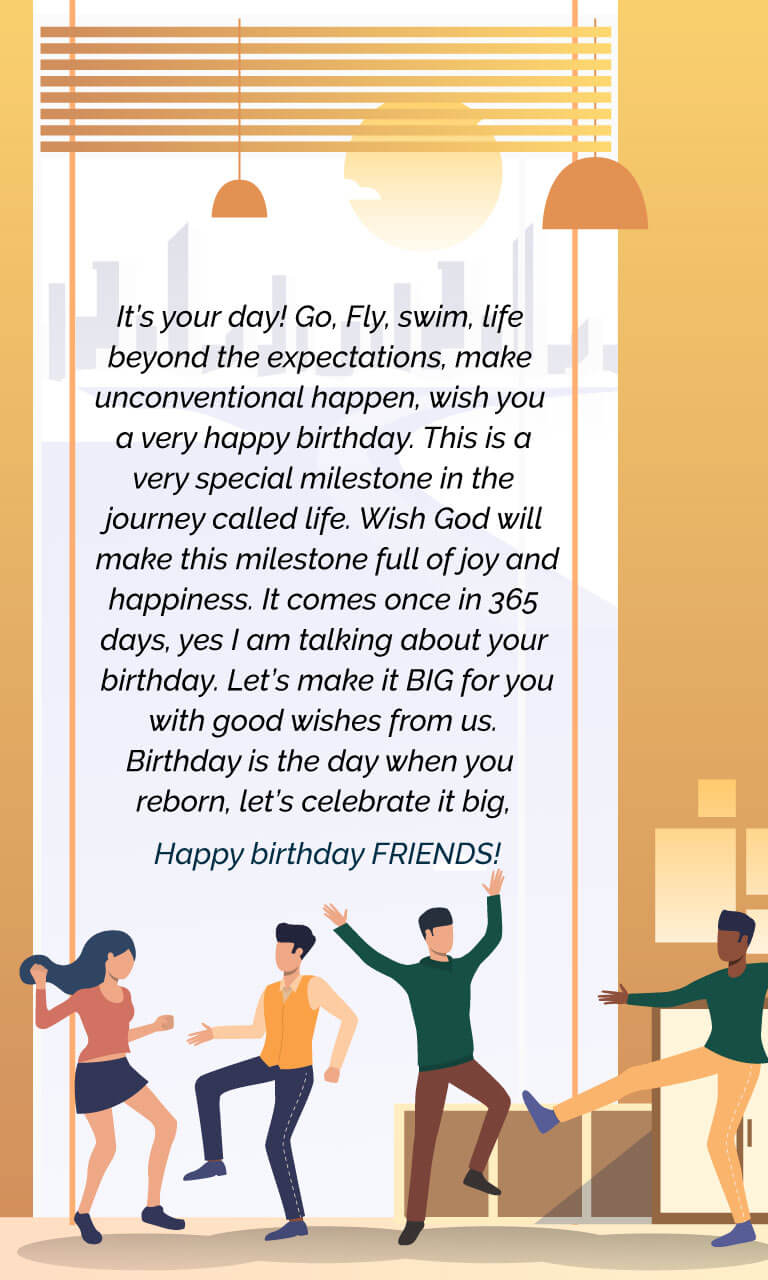 It's your day! Go, Fly, swim, life
beyond the expectations, make
unconventional happen, wish you
a very happy birthday. This is a
very special milestone in the
journey called life. Wish God will
make this milestone full of joy and
happiness. It comes once in 365
days, yes I am talking about your
birthday. Let's make it BIG for you
with good wishes from us.
Birthday is the day when you
reborn, let's celebrate it big,
Happy birthday FRIENDS!